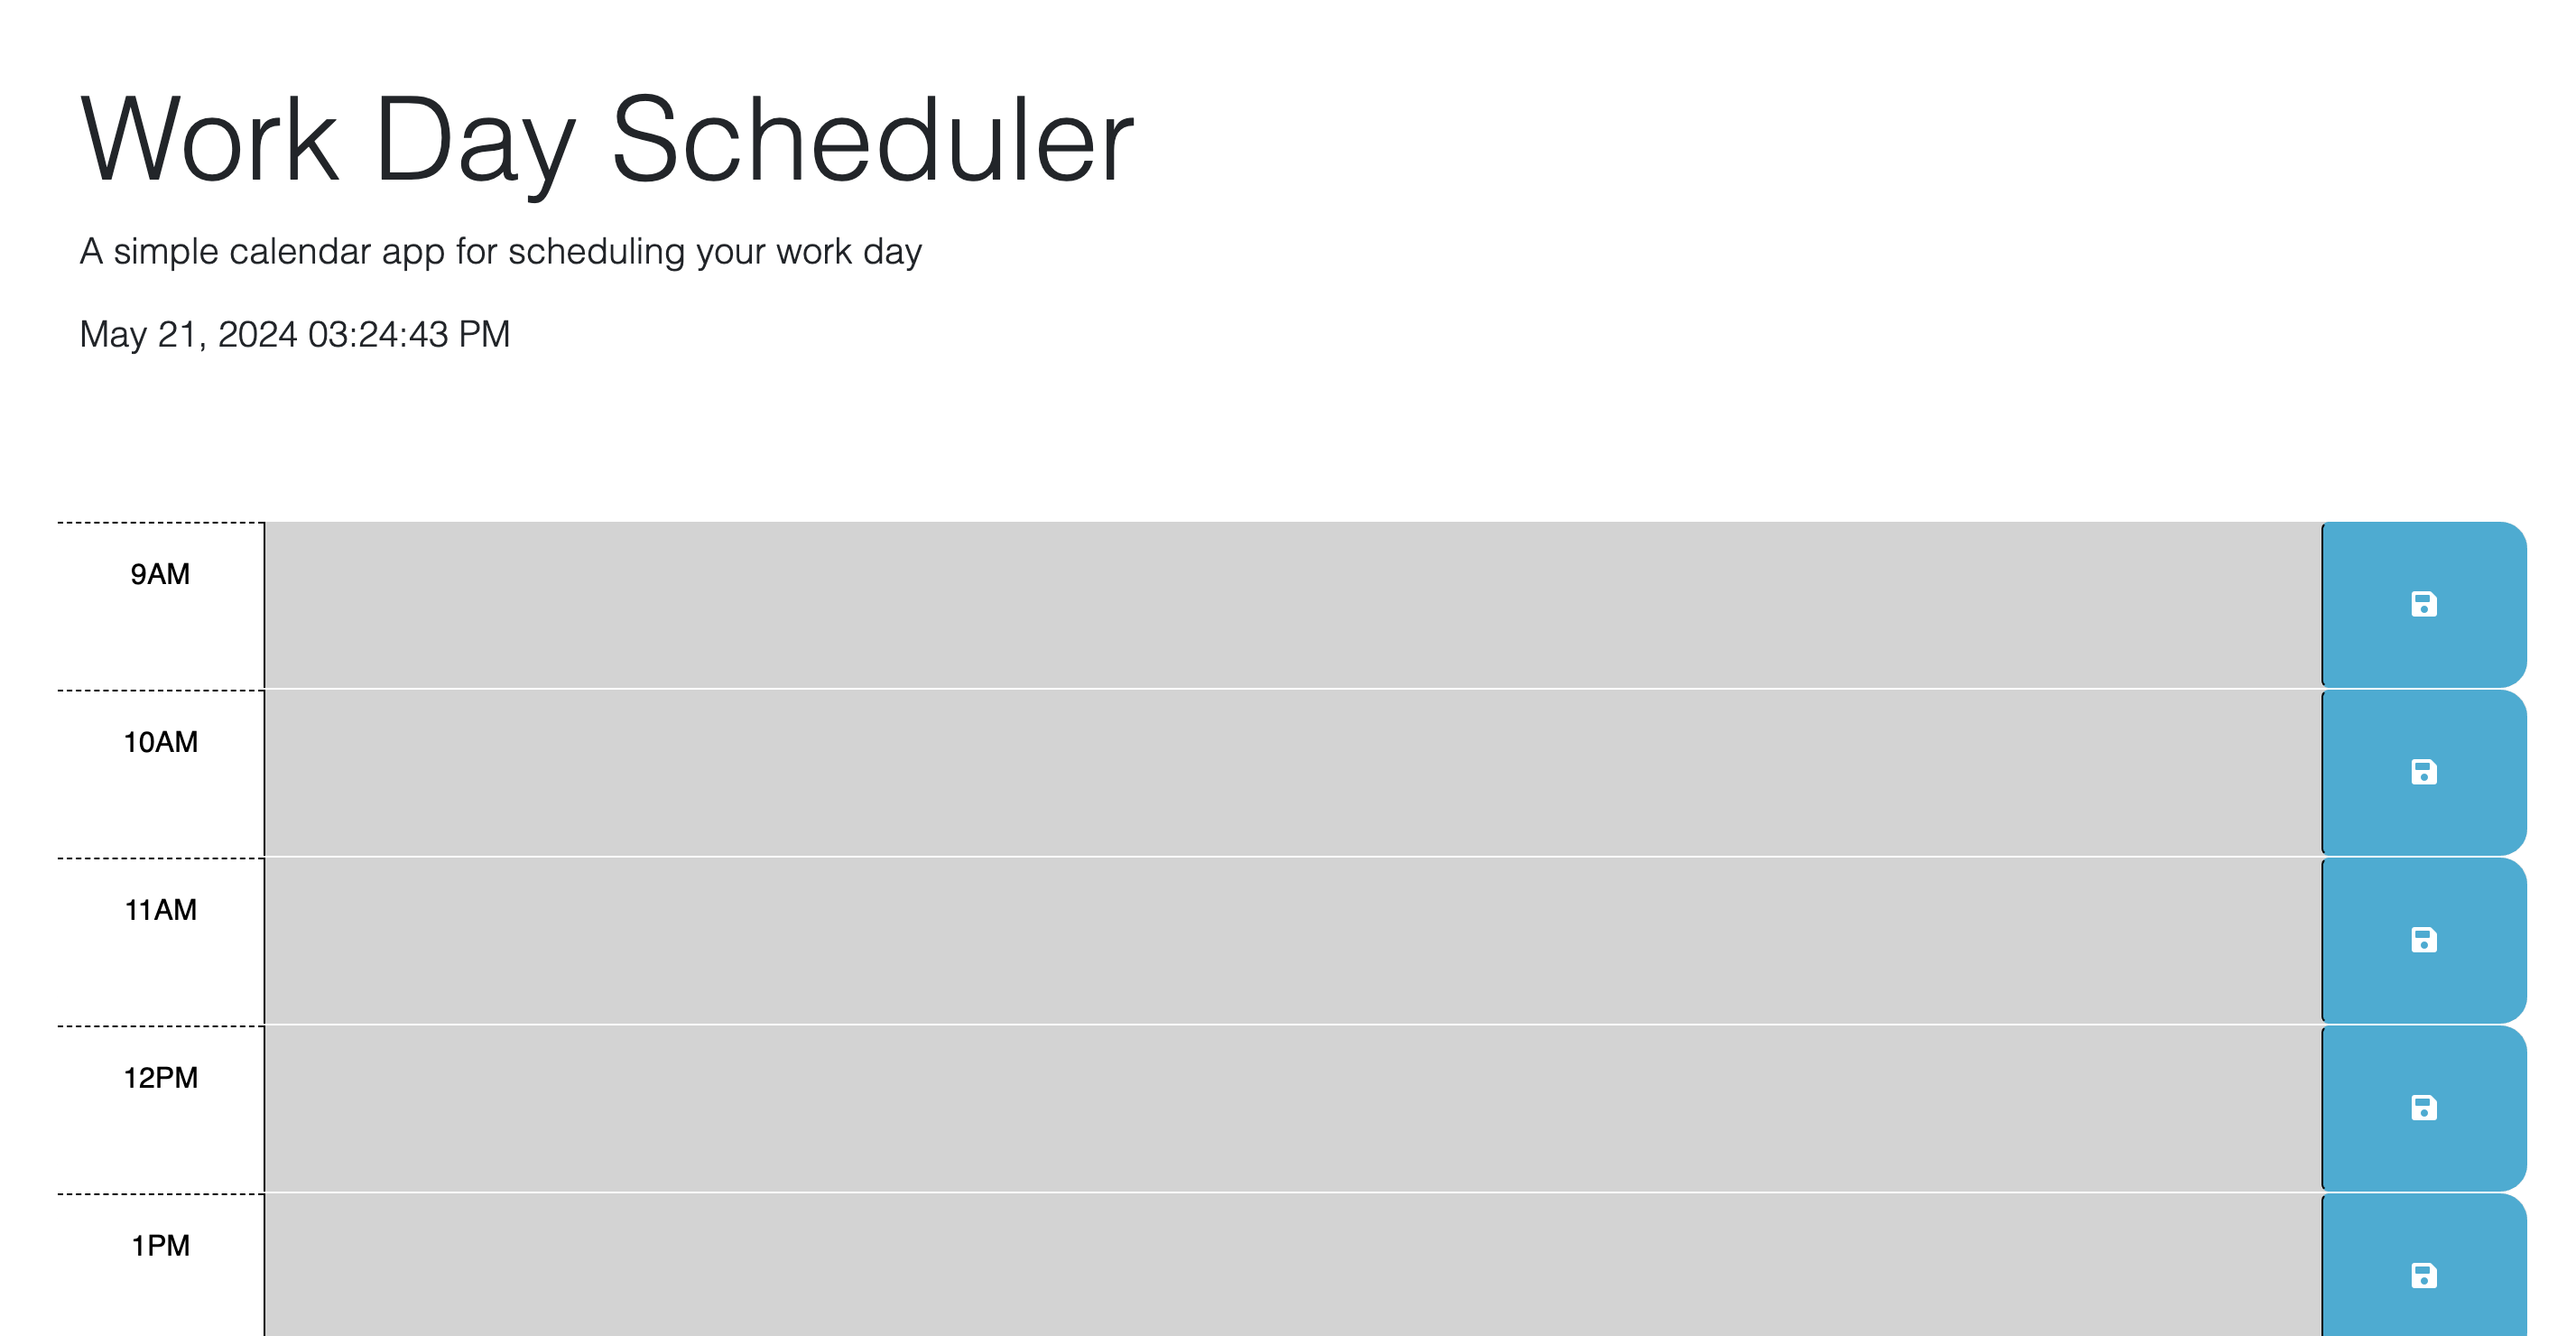 Work Day Scheduler
A simple calendar app for scheduling your work day
May 21, 2024 03:24:43 PM
9AM
10AM
11AM
12PM
1PM